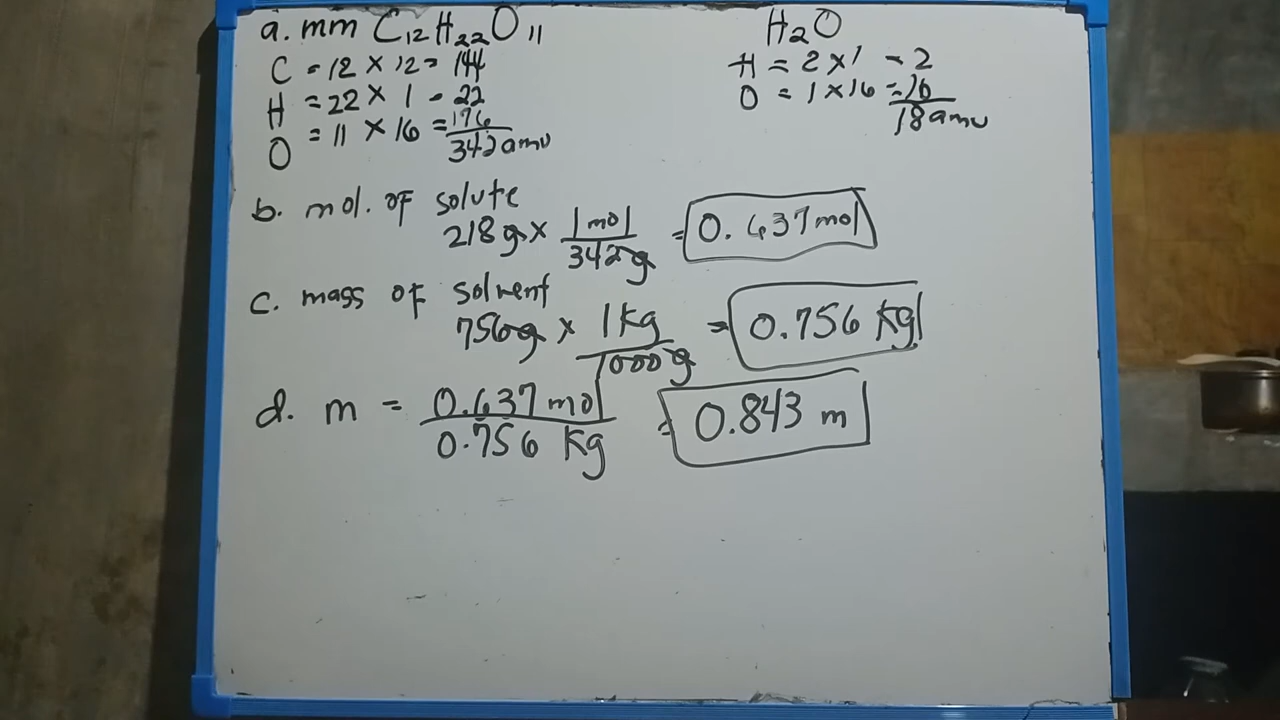 a. mm C₁₂H₂₂O₁₁
C = 12 × 12 = 144
H = 22 × 1 = 22
O = 11 × 16 = 176
342 amu
H₂O
H = 2 × 1 = 2
O = 1 × 16 = 16
18 amu
b. mol. of solute
218 g × 1 mol / 342 g = 0.637 mol
c. mass of solvent
756 g × 1 Kg / 1000 g = 0.756 Kg
d. m = 0.637 mol / 0.756 Kg = 0.843 m